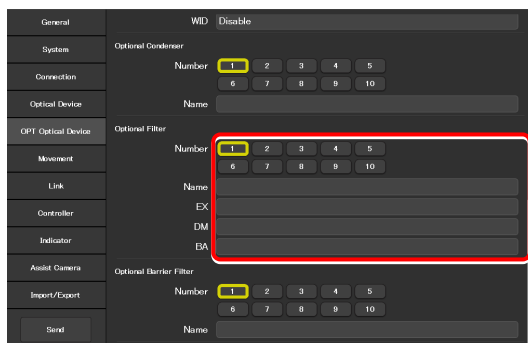 General
System
Connection
Optical Device
OPT Optical Device
Movement
Link
Controller
Indicator
Assist Camera
Import/Export
Send
WID Disable
Optional Condenser
Number 1 2 3 4 5
6 7 8 9 10
Name
Optional Filter
Number 1 2 3 4 5
6 7 8 9 10
Name
EX
DM
BA
Optional Barrier Filter
Number 1 2 3 4 5
6 7 8 9 10
Name